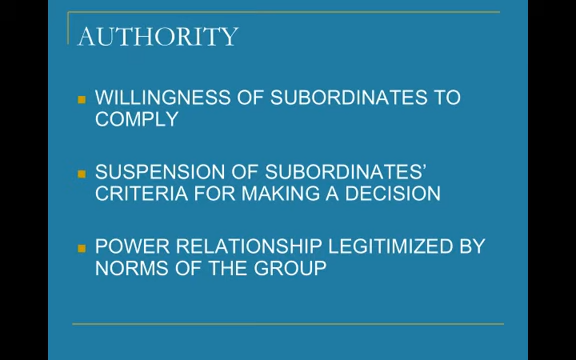 AUTHORITY
WILLINGNESS OF SUBORDINATES TO
COMPLY
SUSPENSION OF SUBORDINATES’
CRITERIA FOR MAKING A DECISION
POWER RELATIONSHIP LEGITIMIZED BY
NORMS OF THE GROUP